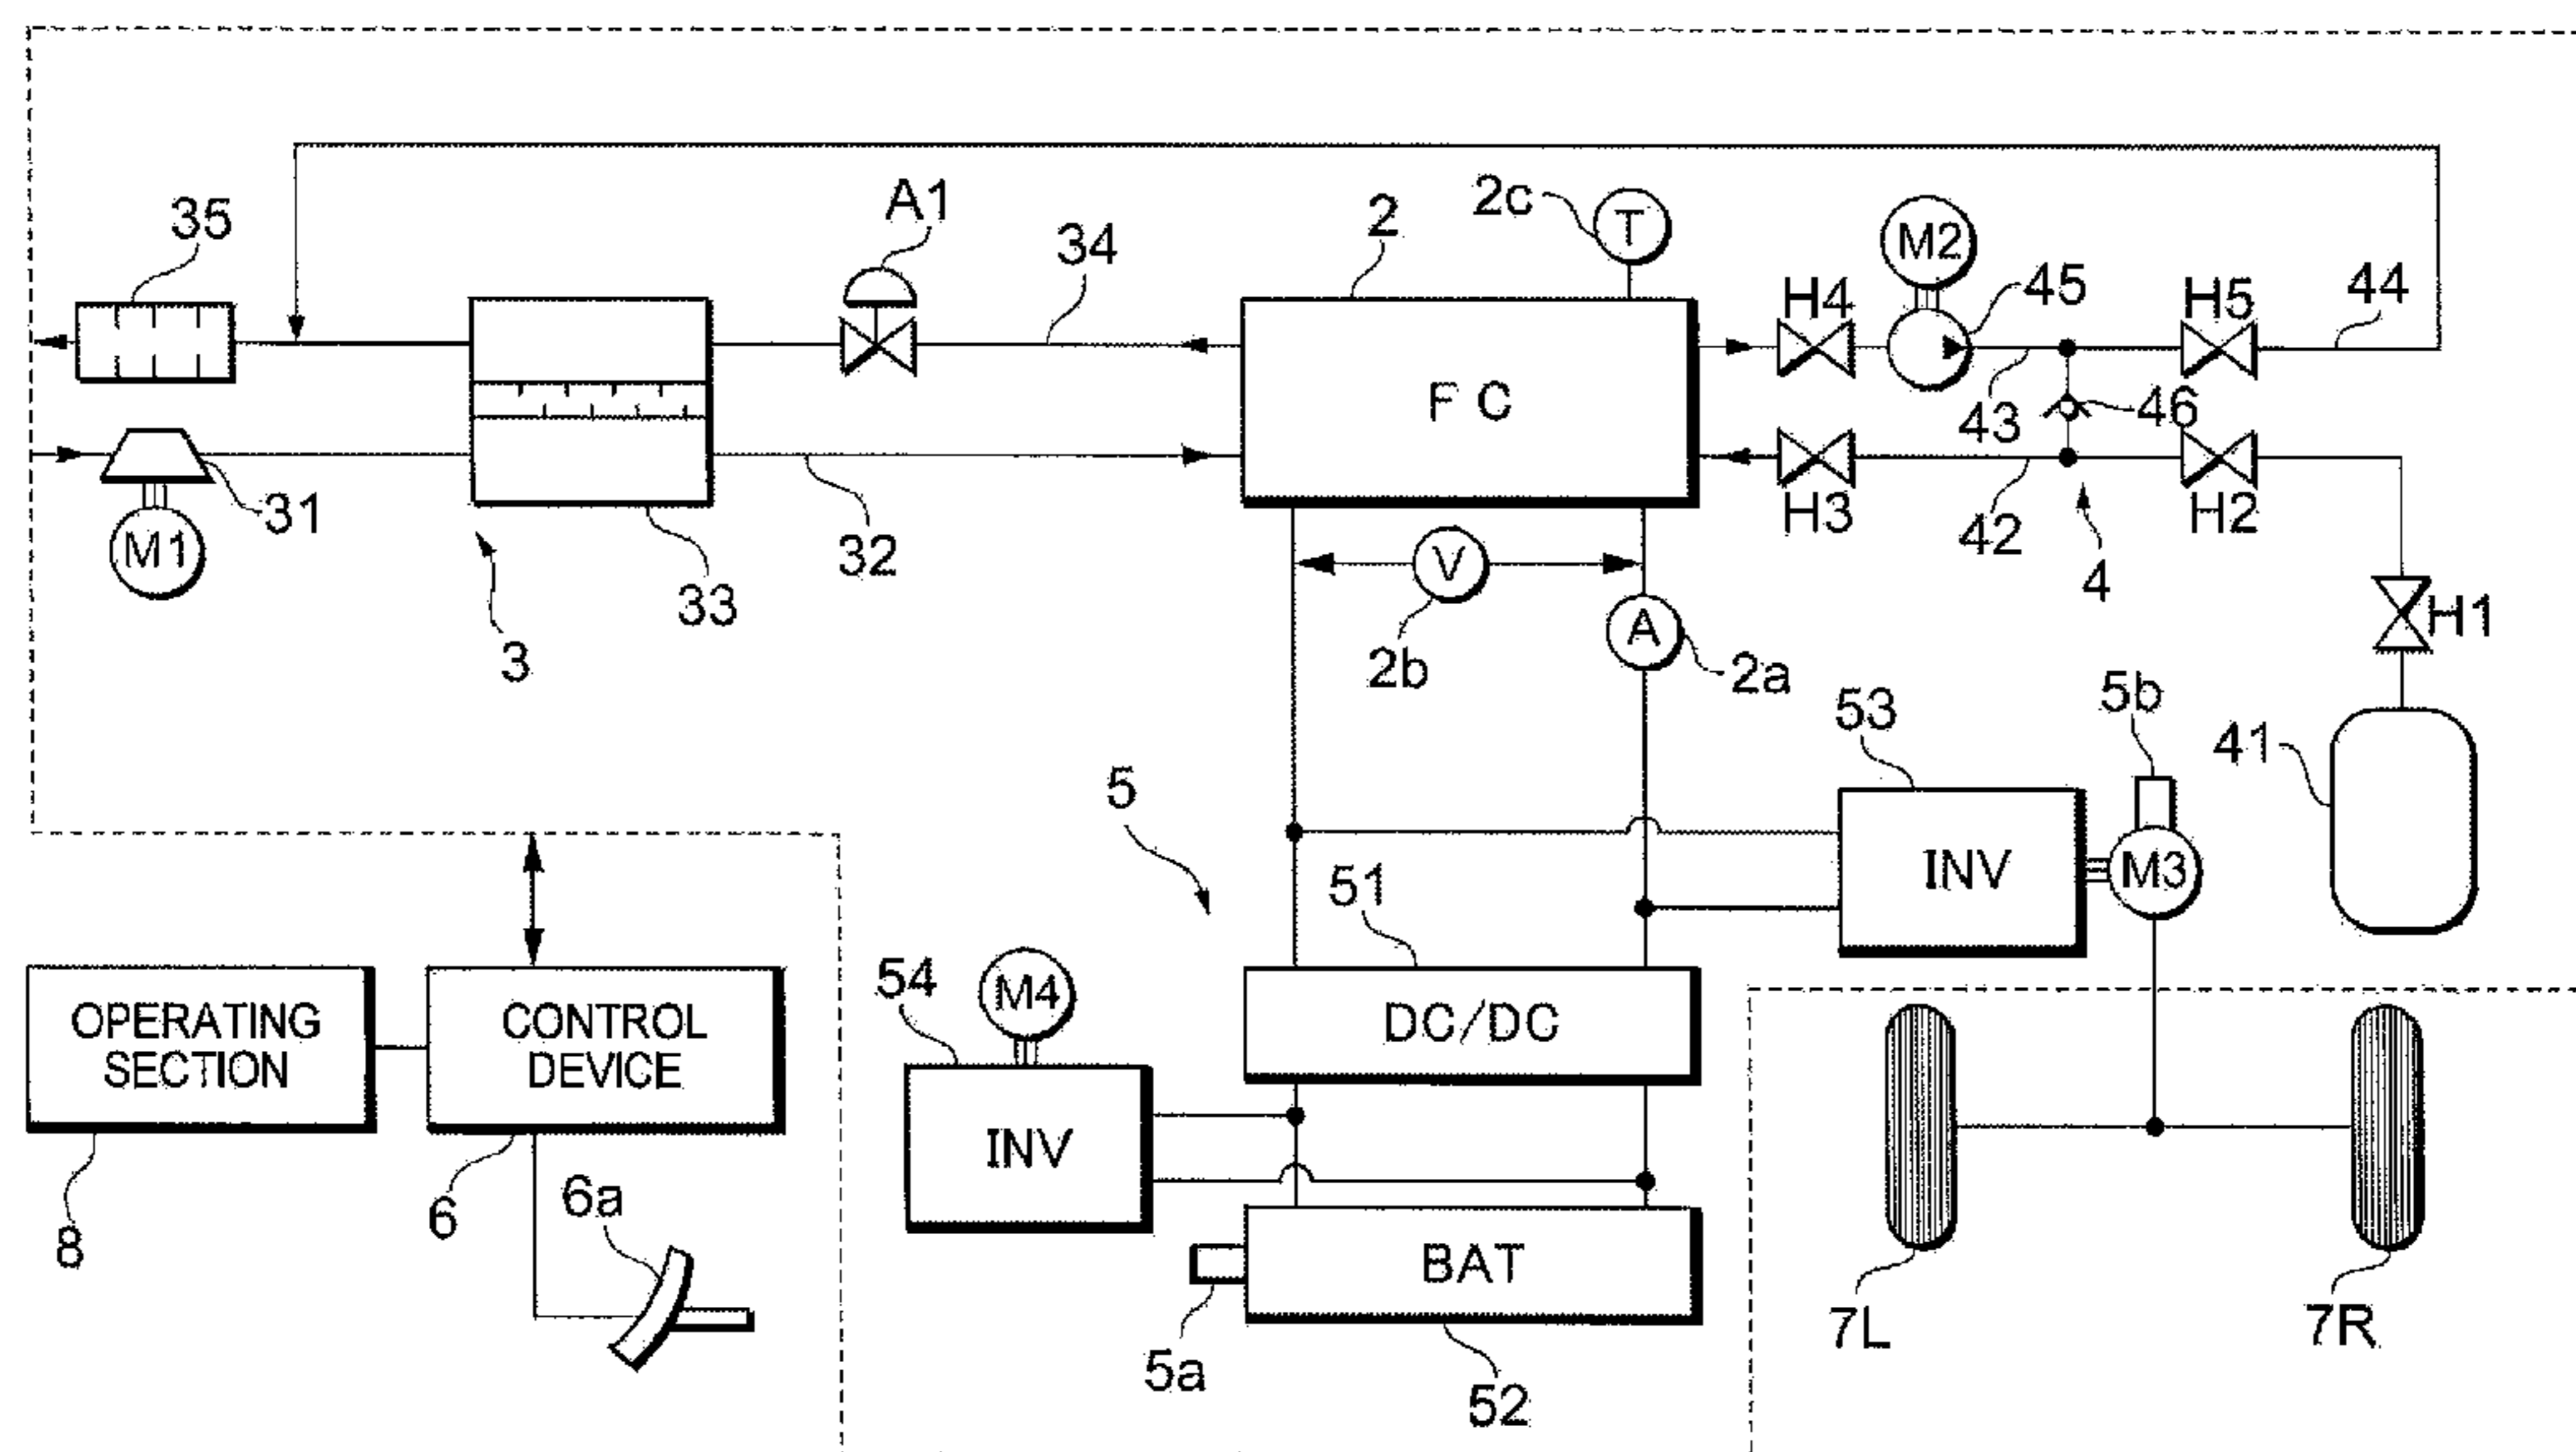 35
A1
34
2
2c
T
M2
H4
45
H5
44
31
M1
3
33
32
F C
43
46
H3
42
4
H2
V
2b
A
2a
H1
53
5b
41
5
51
INV
M3
OPERATING
SECTION
CONTROL
DEVICE
54
M4
DC/DC
INV
8
6
6a
BAT
5a
52
7L
7R